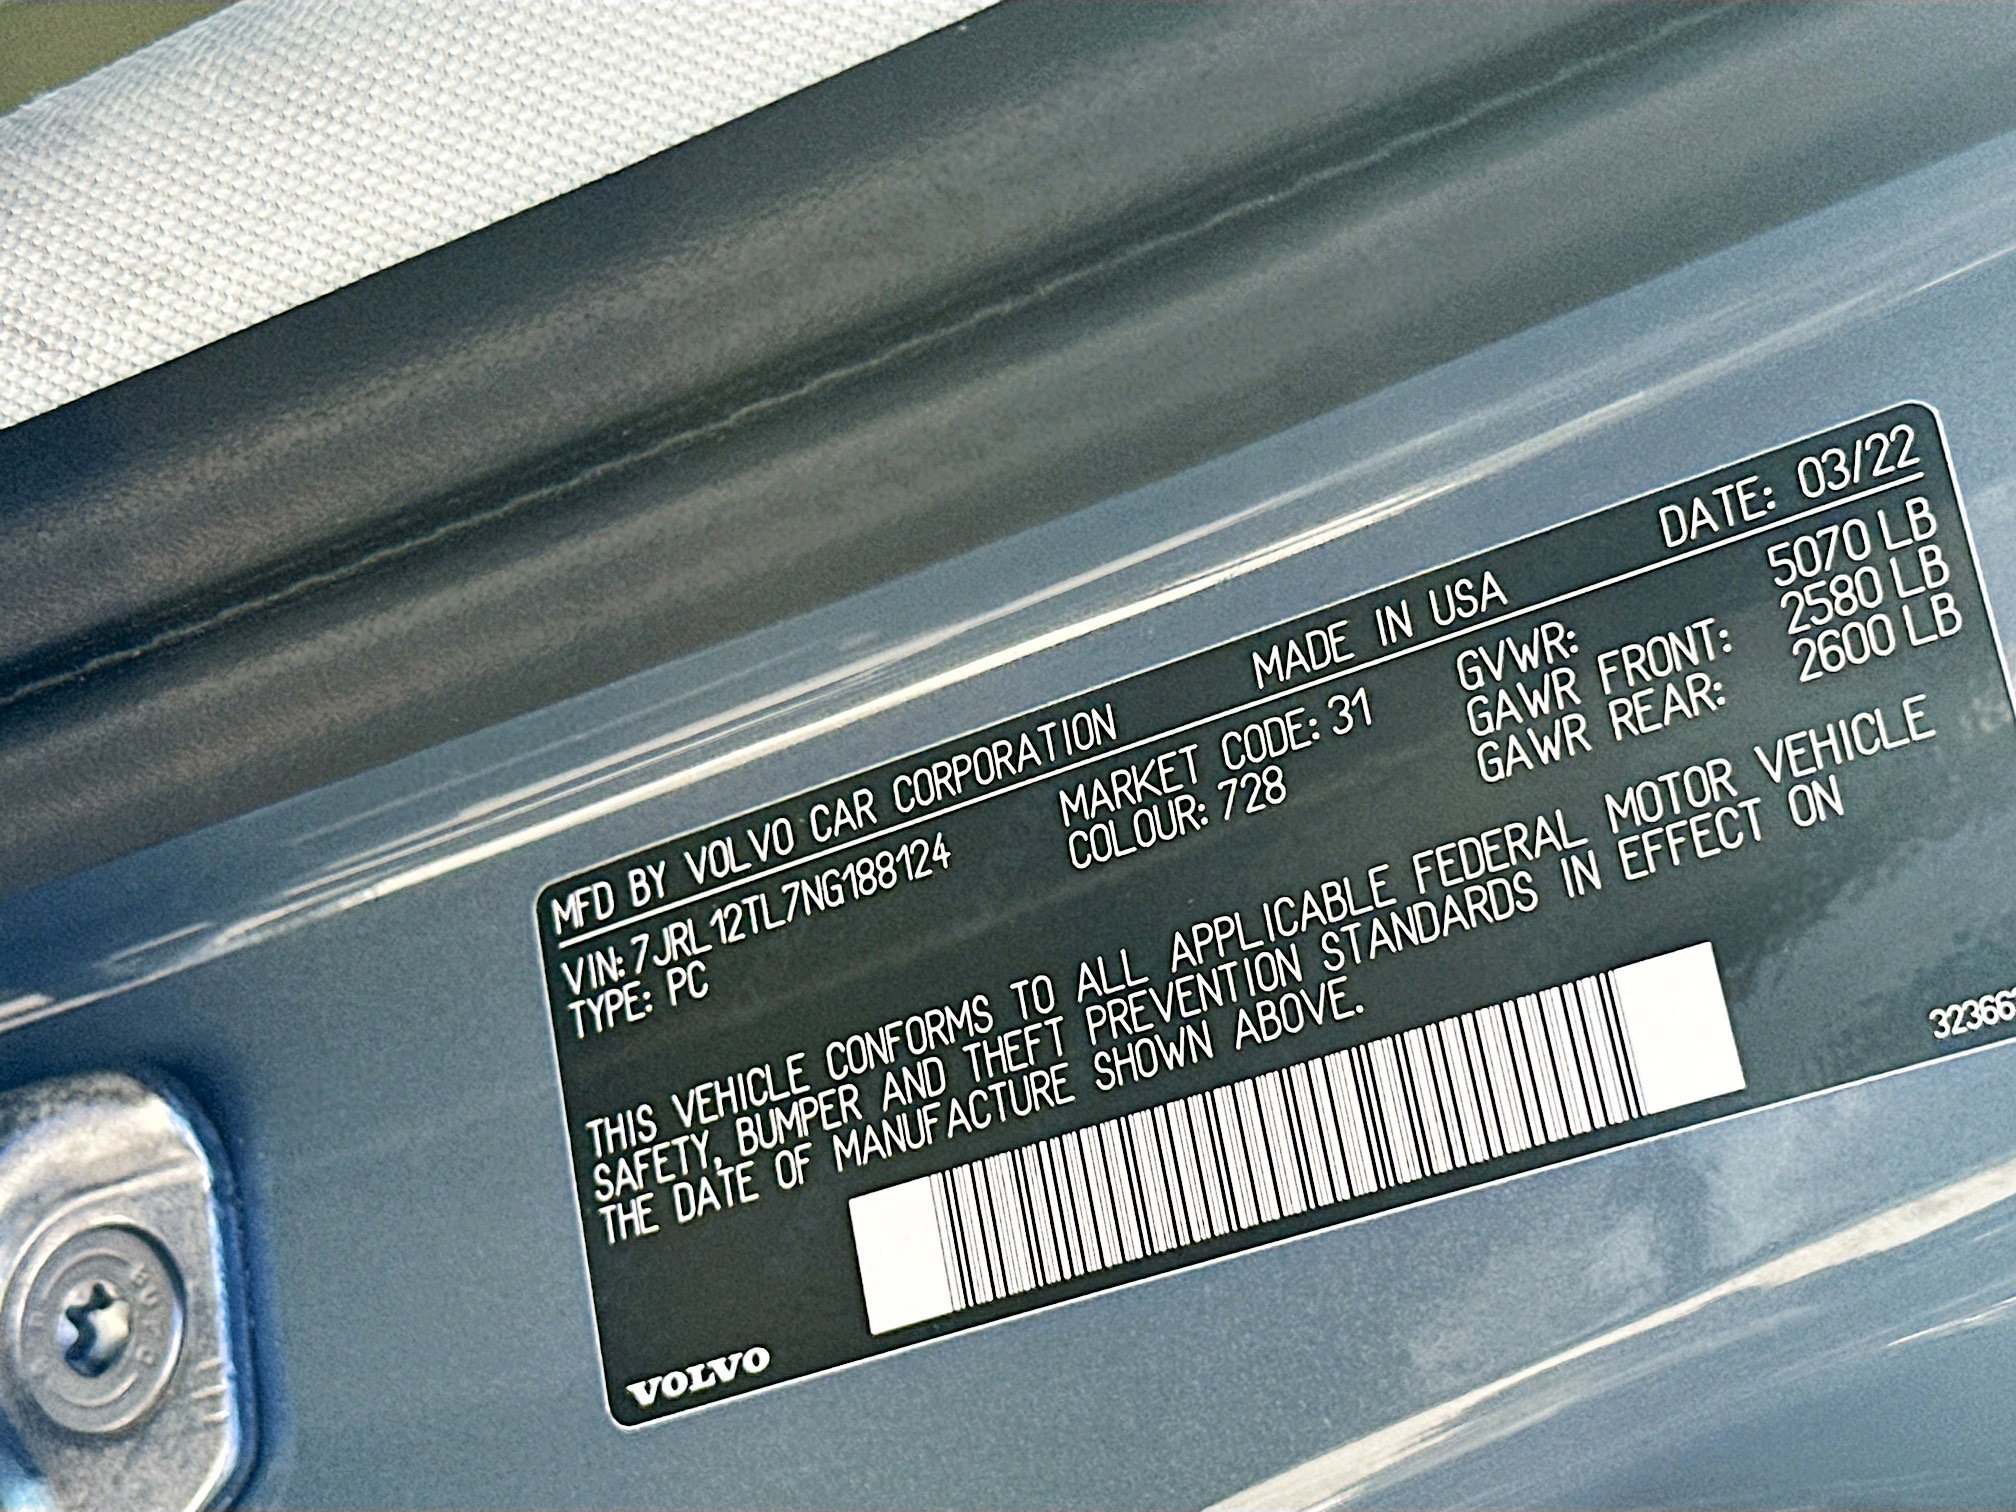 MFD BY VOLVO CAR CORPORATION MADE IN USA DATE: 03/22
VIN: 7JRL12TL7NG188124 MARKET CODE: 31 GVWR: 5070 LB
TYPE: PC COLOUR: 728 GAWR FRONT: 2580 LB
GAWR REAR: 2600 LB
THIS VEHICLE CONFORMS TO ALL APPLICABLE FEDERAL MOTOR VEHICLE
SAFETY, BUMPER AND THEFT PREVENTION STANDARDS IN EFFECT ON
THE DATE OF MANUFACTURE SHOWN ABOVE.
VOLVO